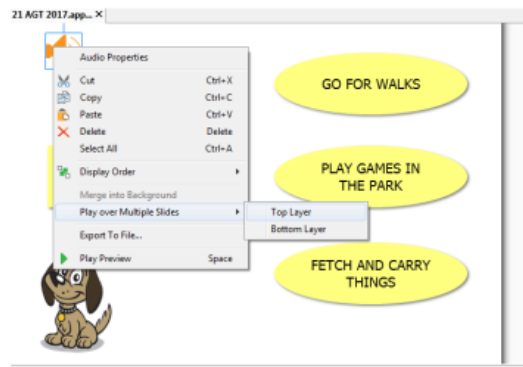 21 AGT 2017.app... ×
Audio Properties
Cut Ctrl+X
Copy Ctrl+C
Paste Ctrl+V
Delete Delete
Select All Ctrl+A
Display Order
Merge into Background
Play over Multiple Slides
Top Layer
Bottom Layer
Export To File...
Play Preview Space
GO FOR WALKS
PLAY GAMES IN
THE PARK
FETCH AND CARRY
THINGS